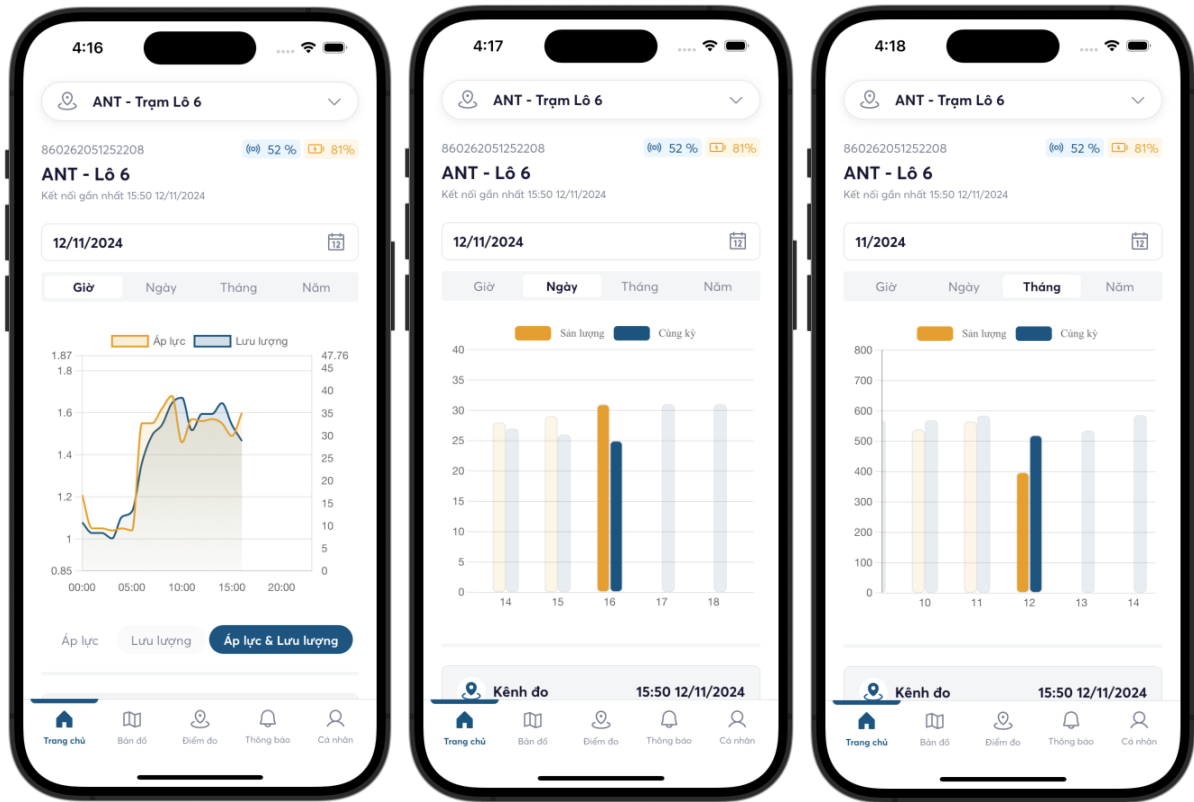 4:16
ANT - Trạm Lô 6
860262051252208
52 %
81%
ANT - Lô 6
Kết nối gần nhất 15:50 12/11/2024
12/11/2024
12
Giờ Ngày Tháng Năm
Áp lực Lưu lượng
1.87 47.76
1.8 45
40
1.6 35
30
1.4 25
20
1.2 15
10
1 5
0.85 0
00:00 05:00 10:00 15:00 20:00
Áp lực Lưu lượng Áp lực & Lưu lượng
Trang chủ Bản đồ Điểm đo Thông báo Cá nhân
4:17
ANT - Trạm Lô 6
860262051252208
52 %
81%
ANT - Lô 6
Kết nối gần nhất 15:50 12/11/2024
12/11/2024
12
Giờ Ngày Tháng Năm
Sản lượng Cùng kỳ
40
35
30
25
20
15
10
5
0
14 15 16 17 18
Kênh đo 15:50 12/11/2024
Trang chủ Bản đồ Điểm đo Thông báo Cá nhân
4:18
ANT - Trạm Lô 6
860262051252208
52 %
81%
ANT - Lô 6
Kết nối gần nhất 15:50 12/11/2024
11/2024
12
Giờ Ngày Tháng Năm
Sản lượng Cùng kỳ
800
700
600
500
400
300
200
100
0
10 11 12 13 14
Kênh đo 15:50 12/11/2024
Trang chủ Bản đồ Điểm đo Thông báo Cá nhân